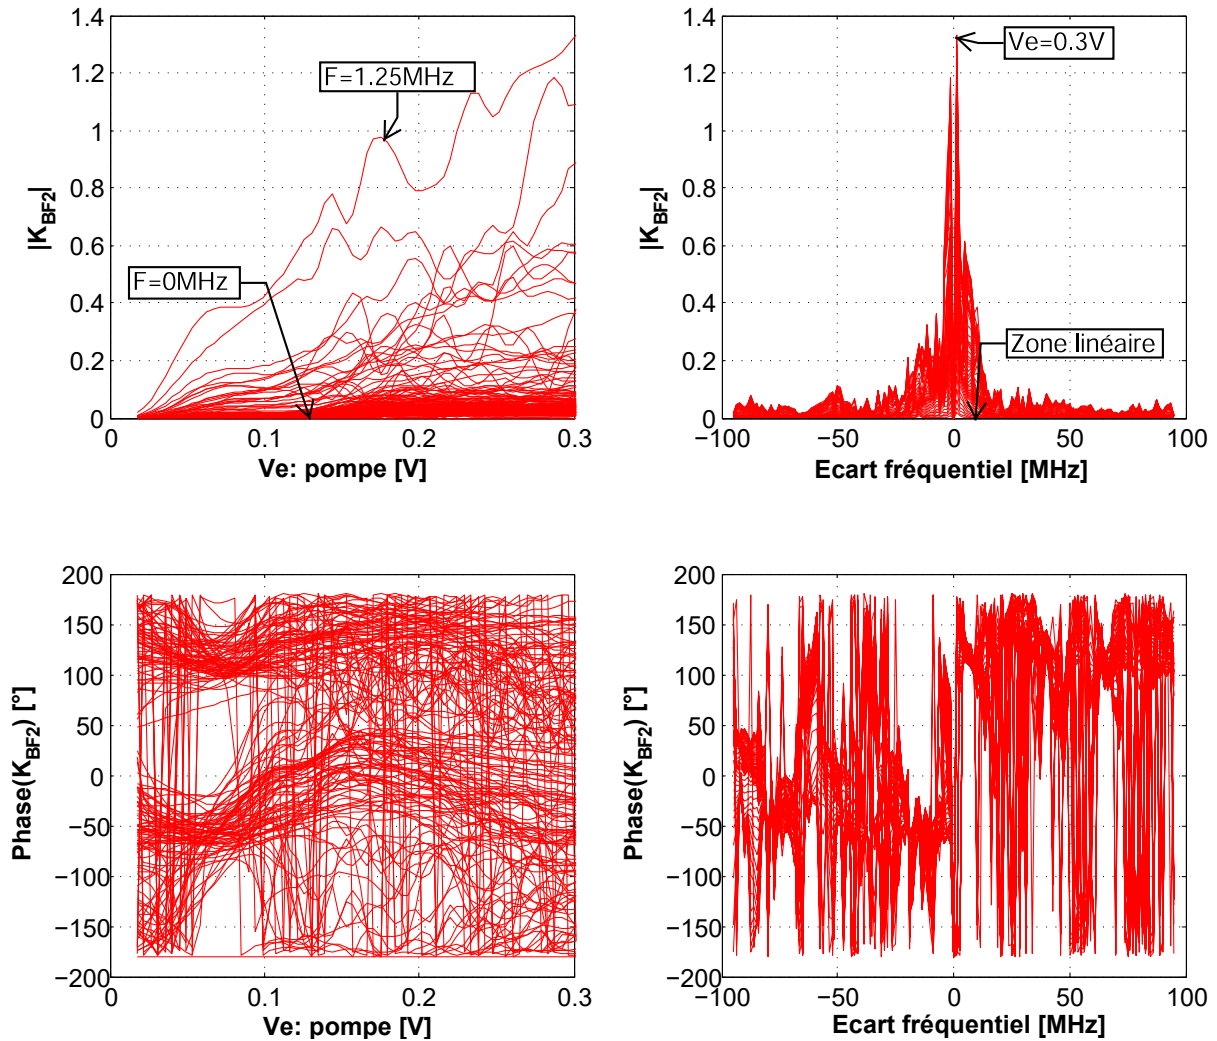 1.4
1.2
1
0.8
0.6
0.4
0.2
0
|K_BF2|
F=1.25MHz
F=0MHz
0 0.1 0.2 0.3
Ve: pompe [V]
1.4
1.2
1
0.8
0.6
0.4
0.2
0
|K_BF2|
Ve=0.3V
Zone linéaire
−100 −50 0 50 100
Ecart fréquentiel [MHz]
200
150
100
50
0
−50
−100
−150
−200
Phase(K_BF2) [°]
0 0.1 0.2 0.3
Ve: pompe [V]
200
150
100
50
0
−50
−100
−150
−200
Phase(K_BF2) [°]
−100 −50 0 50 100
Ecart fréquentiel [MHz]